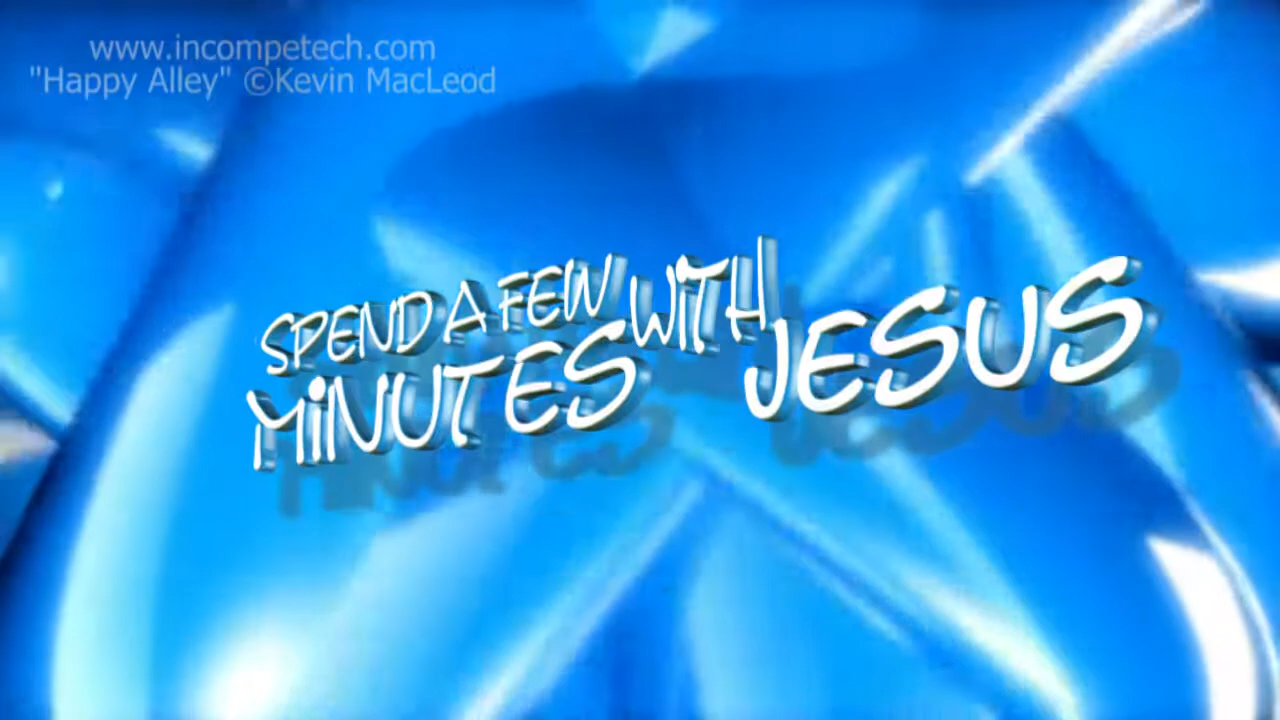 www.incompetech.com
"Happy Alley" ©Kevin MacLeod
SPEND A FEW
MINUTES WITH JESUS